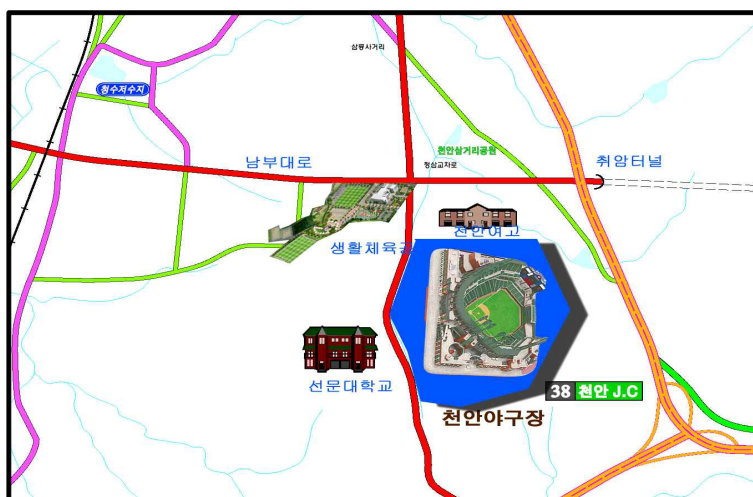 삼룡사거리
청수저수지
남부대로
천안삼거리공원
청삼교차로
취암터널
천안여고
생활체육공
선문대학교
38 천안 J.C
천안야구장